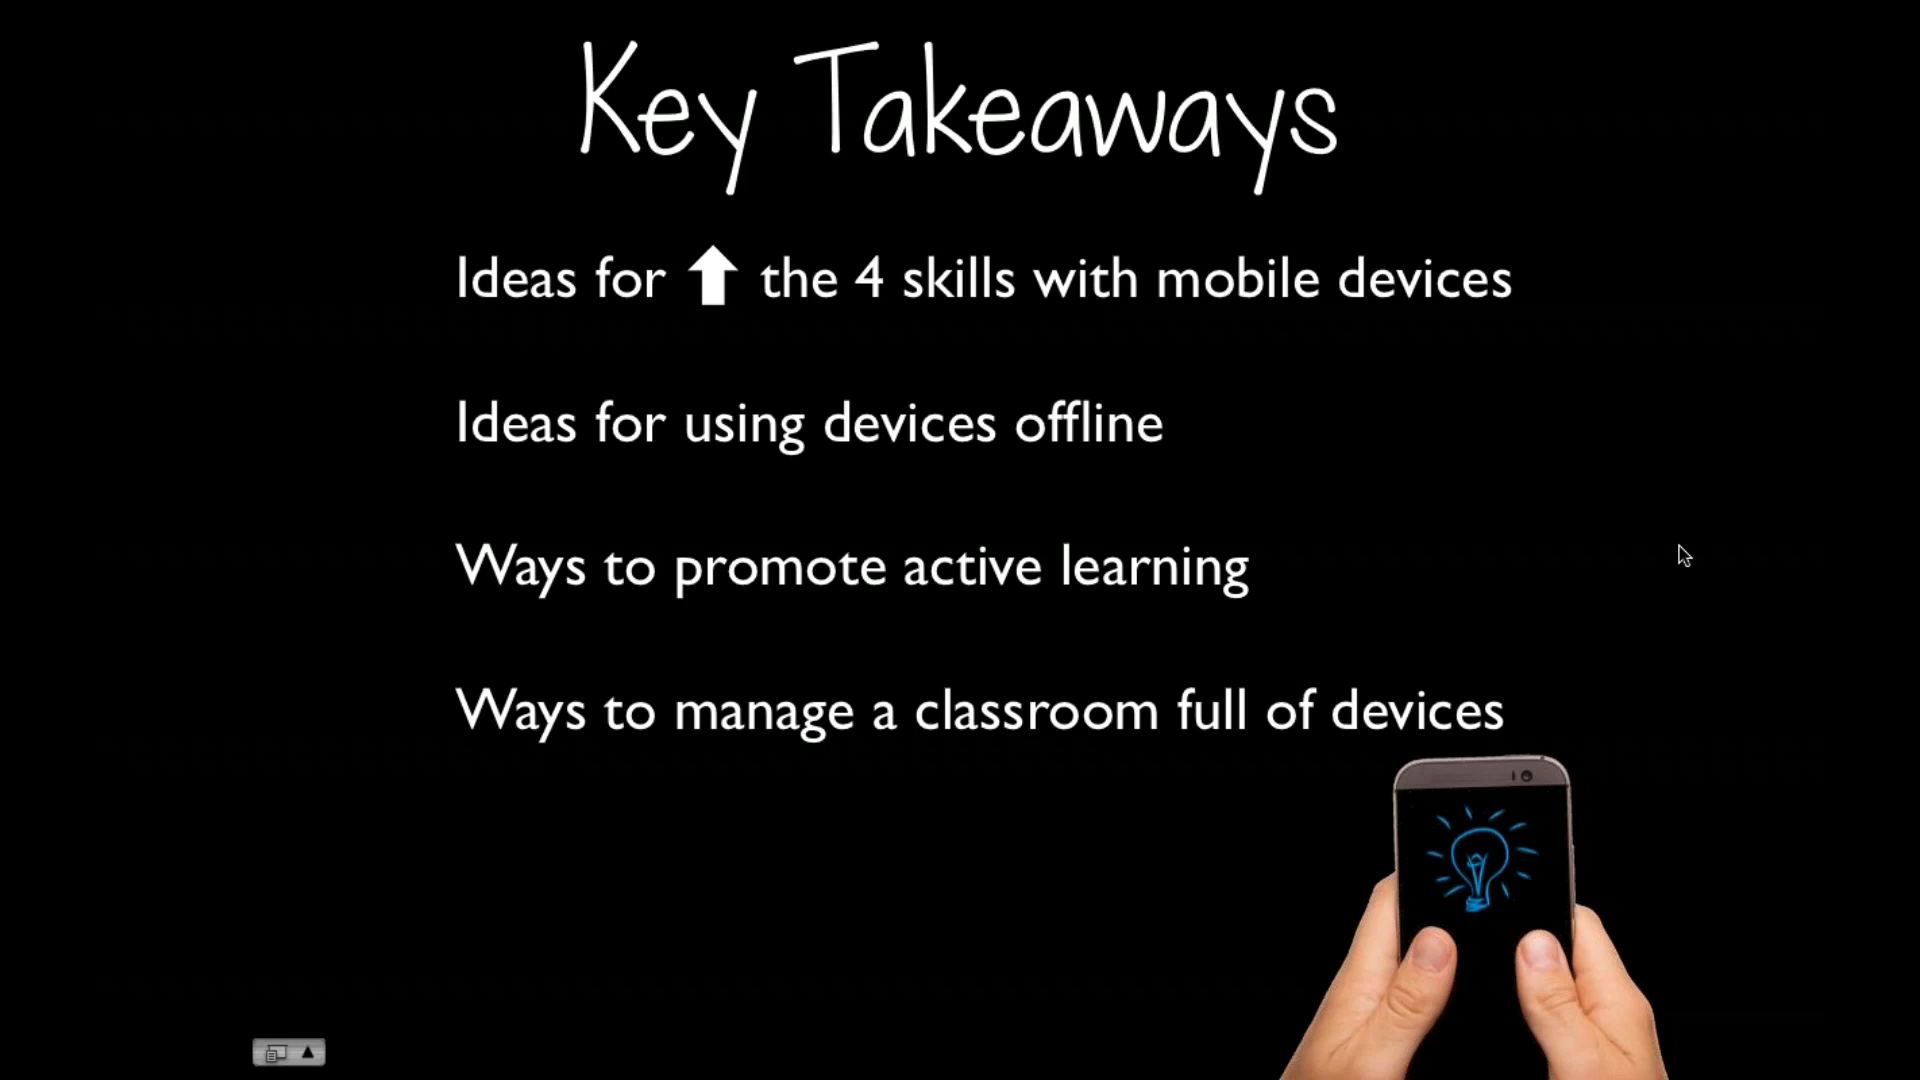 Key Takeaways
Ideas for ⬆ the 4 skills with mobile devices
Ideas for using devices offline
Ways to promote active learning
Ways to manage a classroom full of devices